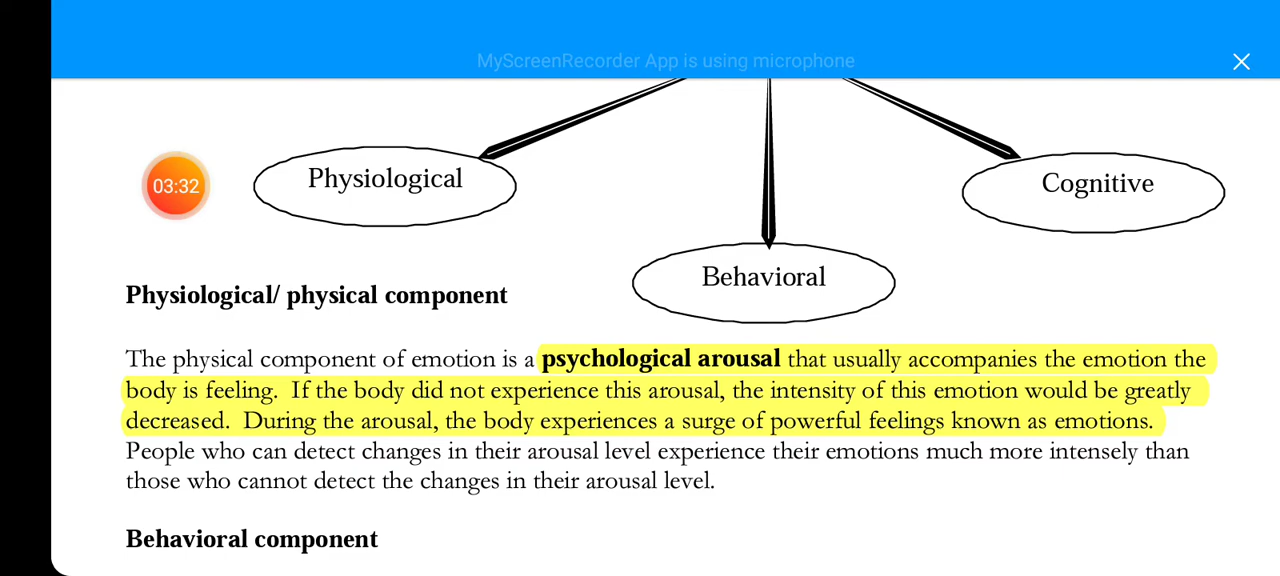 MyScreenRecorder App is using microphone
03:32
Physiological
Cognitive
Behavioral
Physiological/ physical component
The physical component of emotion is a psychological arousal that usually accompanies the emotion the
body is feeling.  If the body did not experience this arousal, the intensity of this emotion would be greatly
decreased.  During the arousal, the body experiences a surge of powerful feelings known as emotions.
People who can detect changes in their arousal level experience their emotions much more intensely than
those who cannot detect the changes in their arousal level.
Behavioral component